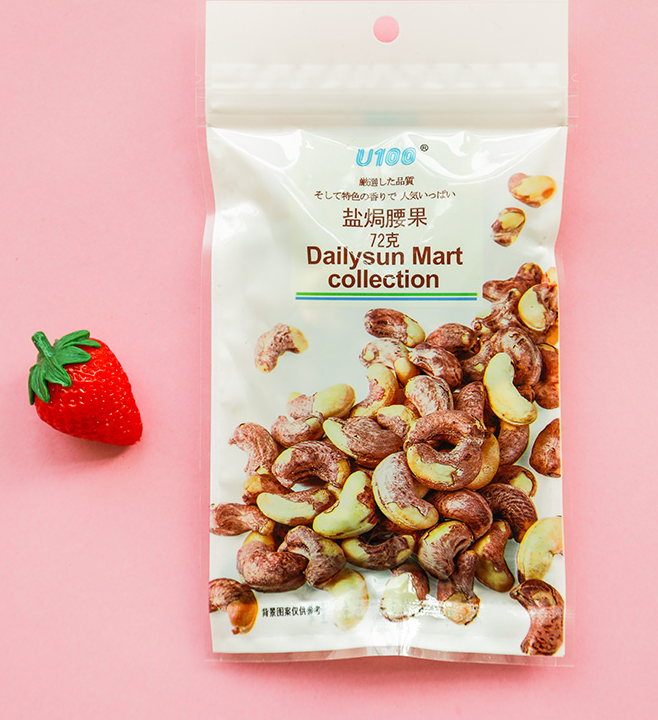 U100®
厳選した品質
そして特色の香りで 人気いっぱい
盐焗腰果
72克
Dailysun Mart
collection
背景图案仅供参考